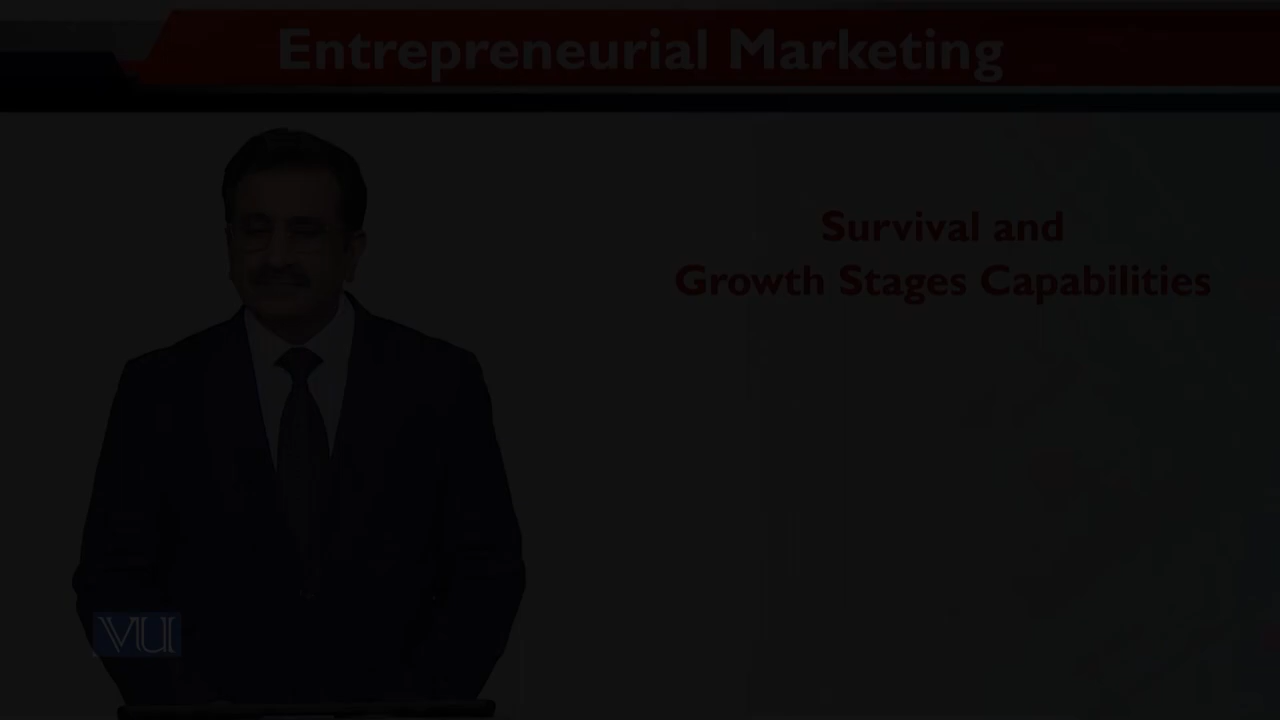 Entrepreneurial Marketing
Survival and
Growth Stages Capabilities
VU